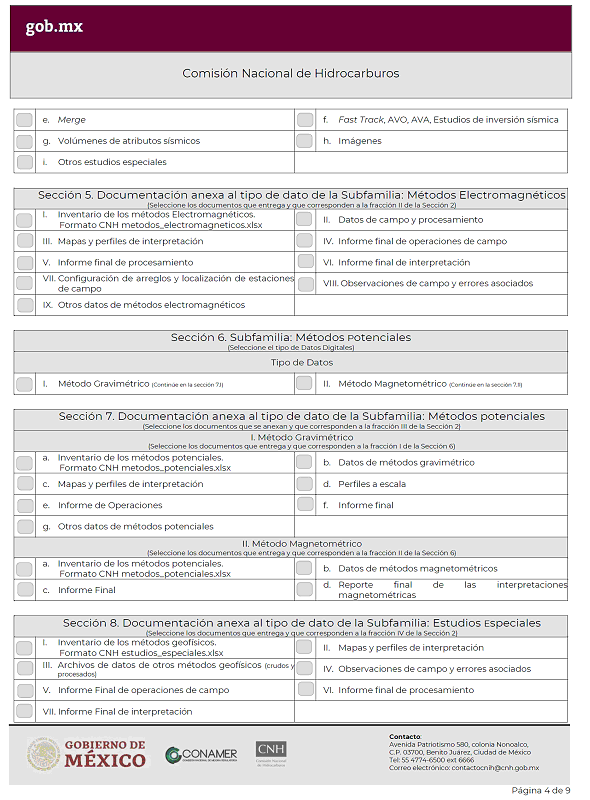 gob.mx
Comisión Nacional de Hidrocarburos
e. Merge
f. Fast Track, AVO, AVA, Estudios de inversión sísmica
g. Volúmenes de atributos sísmicos
h. Imágenes
i. Otros estudios especiales
Sección 5. Documentación anexa al tipo de dato de la Subfamilia: Métodos Electromagnéticos
(Seleccione los documentos que entrega y que corresponden a la fracción II de la Sección 2)
I. Inventario de los métodos Electromagnéticos.
Formato CNH metodos_electromagneticos.xlsx
II. Datos de campo y procesamiento
III. Mapas y perfiles de interpretación
IV. Informe final de operaciones de campo
V. Informe final de procesamiento
VI. Informe final de interpretación
VII. Configuración de arreglos y localización de estaciones
de campo
VIII. Observaciones de campo y errores asociados
IX. Otros datos de métodos electromagnéticos
Sección 6. Subfamilia: Métodos Potenciales
(Seleccione el tipo de Datos Digitales)
Tipo de Datos
I. Método Gravimétrico (Continúe en la sección 7.I)
II. Método Magnetométrico (Continúe en la sección 7.II)
Sección 7. Documentación anexa al tipo de dato de la Subfamilia: Métodos potenciales
(Seleccione los documentos que se anexan y que corresponden a la fracción III de la Sección 2)
I. Método Gravimétrico
(Seleccione los documentos que entrega y que corresponden a la fracción I de la Sección 6)
a. Inventario de los métodos potenciales.
Formato CNH metodos_potenciales.xlsx
b. Datos de métodos gravimétrico
c. Mapas y perfiles de interpretación
d. Perfiles a escala
e. Informe de Operaciones
f. Informe final
g. Otros datos de métodos potenciales
II. Método Magnetométrico
(Seleccione los documentos que entrega y que corresponden a la fracción II de la Sección 6)
a. Inventario de los métodos potenciales.
Formato CNH metodos_potenciales.xlsx
b. Datos de métodos magnetométricos
c. Informe Final
d. Reporte final de las interpretaciones
magnetométricas
Sección 8. Documentación anexa al tipo de dato de la Subfamilia: Estudios Especiales
(Seleccione los documentos que entrega y que corresponden a la fracción IV de la Sección 2)
I. Inventario de los métodos geofísicos.
Formato CNH estudios_especiales.xlsx
II. Mapas y perfiles de interpretación
III. Archivos de datos de otros métodos geofísicos (crudos y
procesados)
IV. Observaciones de campo y errores asociados
V. Informe Final de operaciones de campo
VI. Informe final de procesamiento
VII. Informe Final de interpretación
GOBIERNO DE
MÉXICO
CONAMER
CNH
Comisión Nacional
de Hidrocarburos
Contacto:
Avenida Patriotismo 580, colonia Nonoalco,
C.P. 03700, Benito Juárez, Ciudad de México
Tel: 55 4774-6500 ext 6666
Correo electrónico: contactocnih@cnh.gob.mx
Página 4 de 9